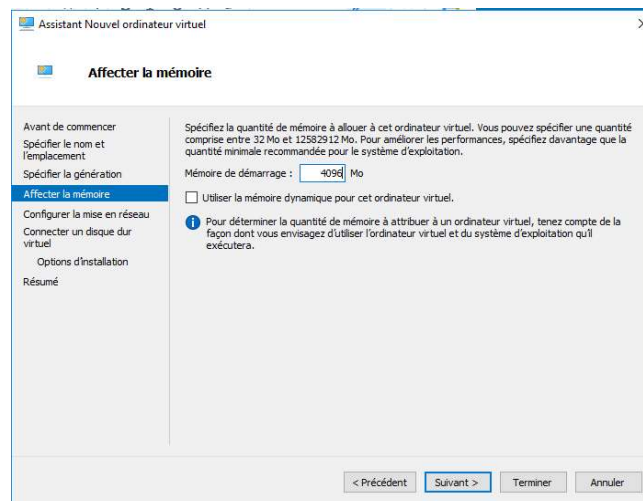 Assistant Nouvel ordinateur virtuel
Affecter la mémoire
Avant de commencer
Spécifier le nom et
l'emplacement
Spécifier la génération
Affecter la mémoire
Configurer la mise en réseau
Connecter un disque dur
virtuel
Options d'installation
Résumé
Spécifiez la quantité de mémoire à allouer à cet ordinateur virtuel. Vous pouvez spécifier une quantité
comprise entre 32 Mo et 12582912 Mo. Pour améliorer les performances, spécifiez davantage que la
quantité minimale recommandée pour le système d'exploitation.
Mémoire de démarrage : 4096 Mo
Utiliser la mémoire dynamique pour cet ordinateur virtuel.
Pour déterminer la quantité de mémoire à attribuer à un ordinateur virtuel, tenez compte de la
façon dont vous envisagez d'utiliser l'ordinateur virtuel et du système d'exploitation qu'il
exécutera.
< Précédent
Suivant >
Terminer
Annuler